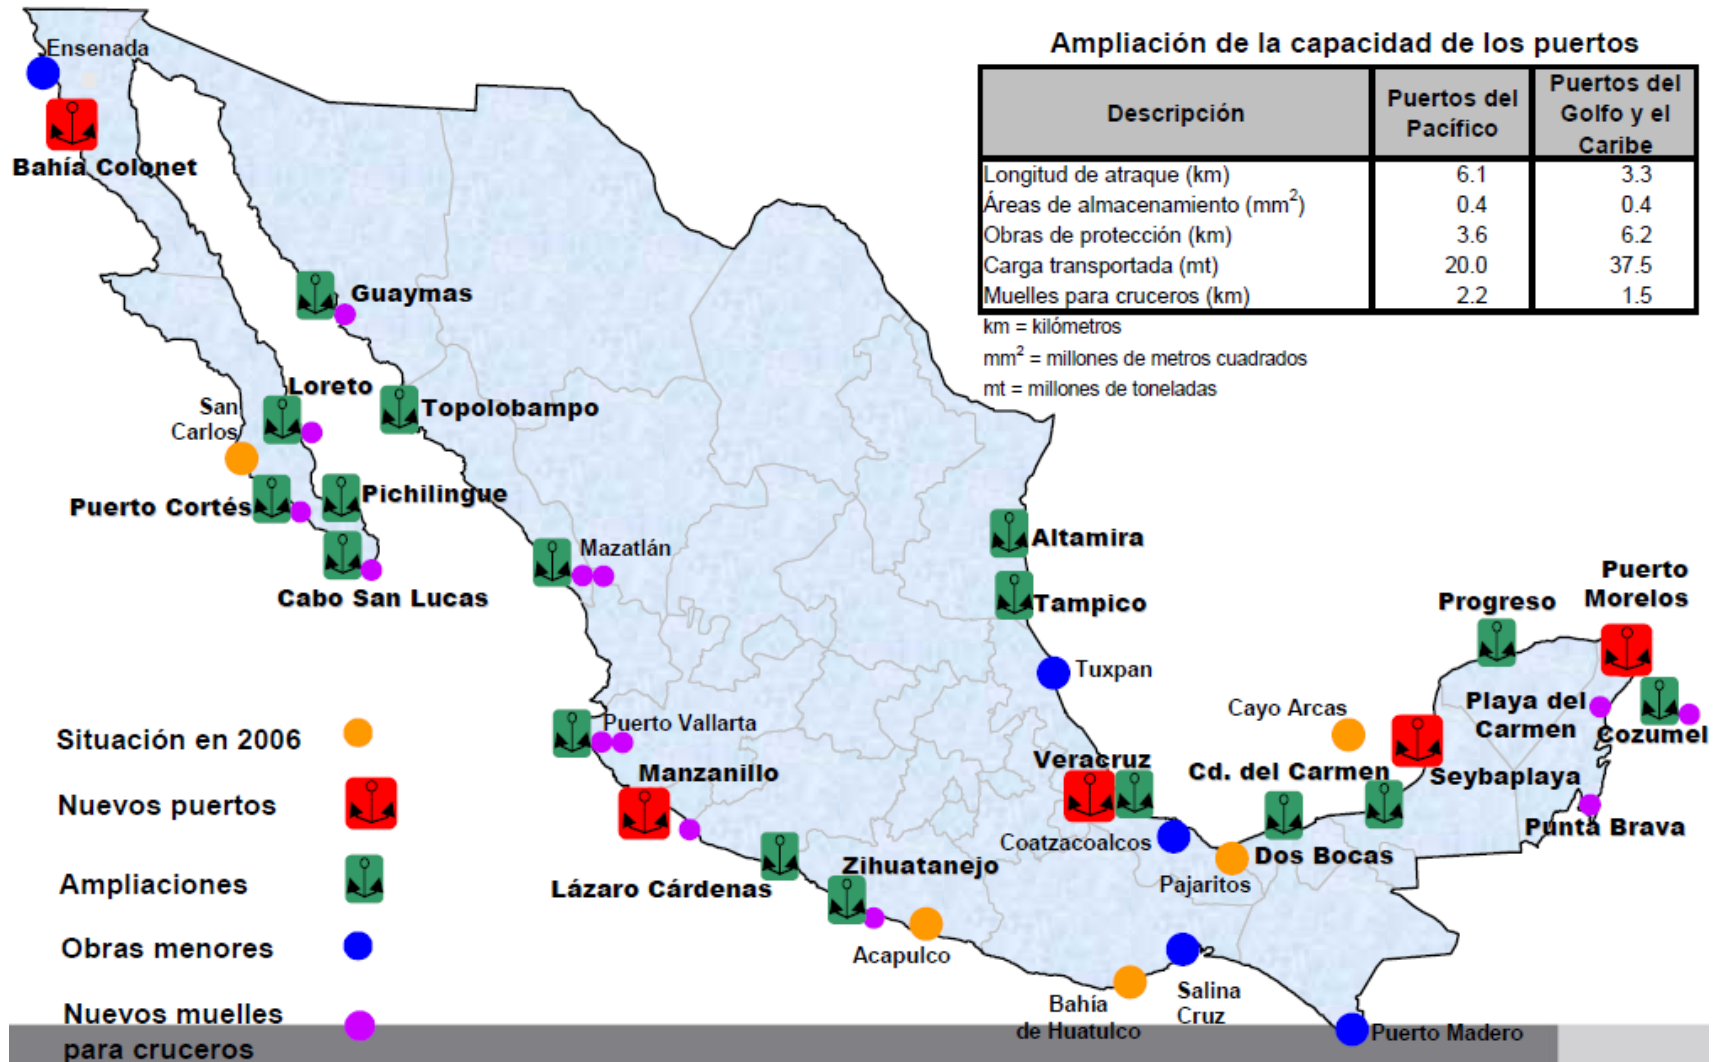 Ampliación de la capacidad de los puertos
Descripción
Puertos del
Pacífico
Puertos del
Golfo y el
Caribe
Longitud de atraque (km) 6.1 3.3
Áreas de almacenamiento (mm²) 0.4 0.4
Obras de protección (km) 3.6 6.2
Carga transportada (mt) 20.0 37.5
Muelles para cruceros (km) 2.2 1.5
km = kilómetros
mm² = millones de metros cuadrados
mt = millones de toneladas
Ensenada
Bahía Colonet
Guaymas
Loreto
Topolobampo
San
Carlos
Puerto Cortés
Pichilingue
Cabo San Lucas
Mazatlán
Altamira
Tampico
Tuxpan
Puerto Vallarta
Manzanillo
Lázaro Cárdenas
Zihuatanejo
Acapulco
Bahía
de Huatulco
Salina
Cruz
Puerto Madero
Veracruz
Coatzacoalcos
Pajaritos
Dos Bocas
Cd. del Carmen
Cayo Arcas
Seybaplaya
Progreso
Puerto
Morelos
Playa del
Carmen
Cozumel
Punta Brava
Situación en 2006
Nuevos puertos
Ampliaciones
Obras menores
Nuevos muelles
para cruceros